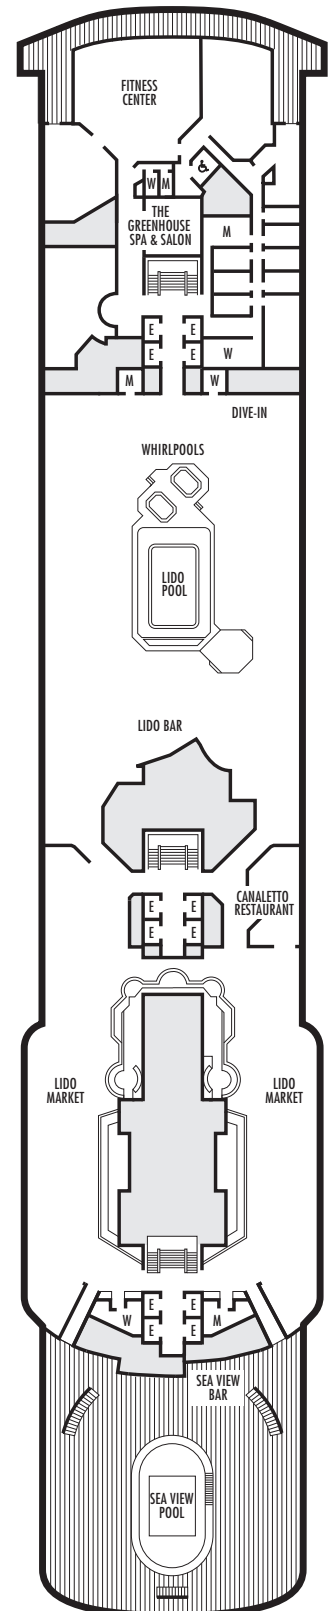 FITNESS
CENTER
W M
THE
GREENHOUSE
SPA & SALON
M
E E
E E W
M W
DIVE-IN
WHIRLPOOLS
LIDO
POOL
LIDO BAR
E E
E E
CANALETTO
RESTAURANT
LIDO
MARKET
LIDO
MARKET
E E
W M
E E
SEA VIEW
BAR
SEA VIEW
POOL